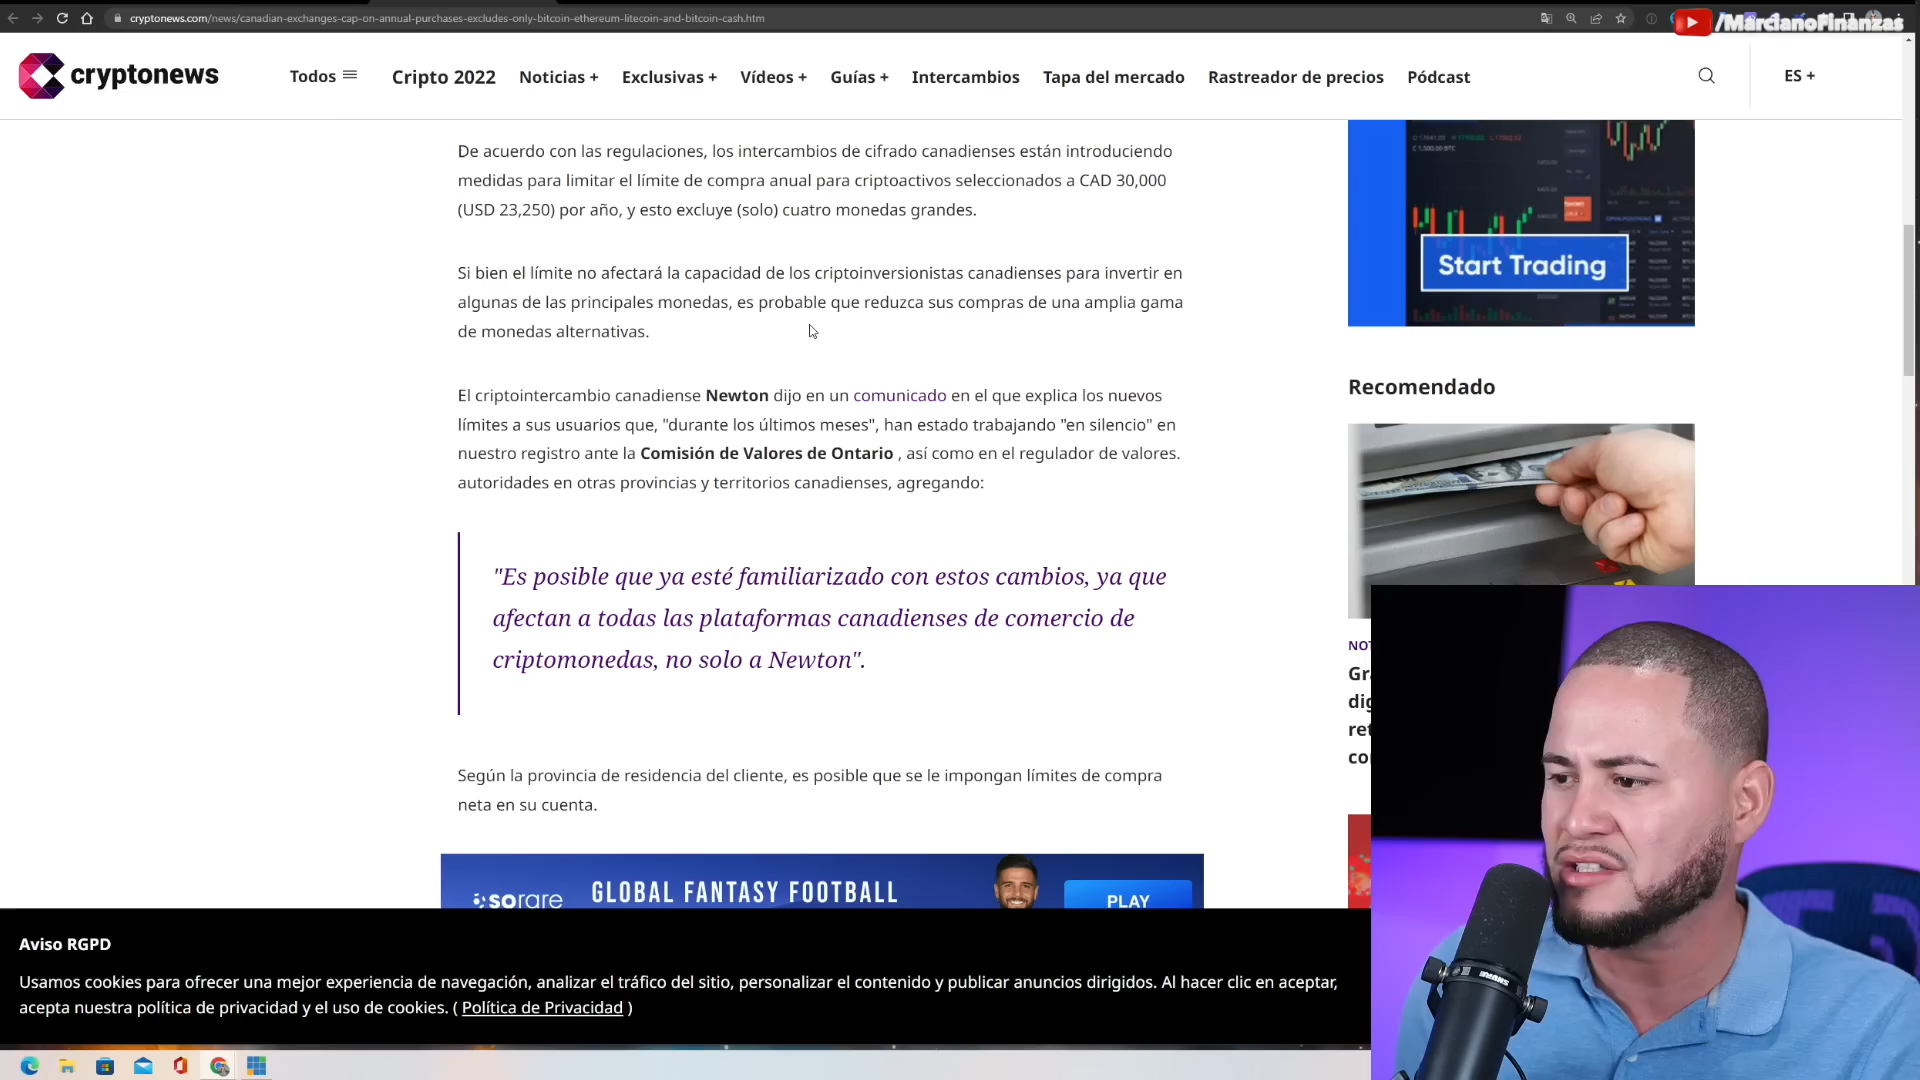 cryptonews.com/news/canadian-exchanges-cap-on-annual-purchases-excludes-only-bitcoin-ethereum-litecoin-and-bitcoin-cash.htm
/MarcianoFinanzas
cryptonews
Todos
Cripto 2022
Noticias +
Exclusivas +
Vídeos +
Guías +
Intercambios
Tapa del mercado
Rastreador de precios
Pódcast
ES +
De acuerdo con las regulaciones, los intercambios de cifrado canadienses están introduciendo
medidas para limitar el límite de compra anual para criptoactivos seleccionados a CAD 30,000
(USD 23,250) por año, y esto excluye (solo) cuatro monedas grandes.
Si bien el límite no afectará la capacidad de los criptoinversionistas canadienses para invertir en
algunas de las principales monedas, es probable que reduzca sus compras de una amplia gama
de monedas alternativas.
El criptointercambio canadiense Newton dijo en un comunicado en el que explica los nuevos
límites a sus usuarios que, "durante los últimos meses", han estado trabajando "en silencio" en
nuestro registro ante la Comisión de Valores de Ontario , así como en el regulador de valores.
autoridades en otras provincias y territorios canadienses, agregando:
"Es posible que ya esté familiarizado con estos cambios, ya que
afectan a todas las plataformas canadienses de comercio de
criptomonedas, no solo a Newton".
Según la provincia de residencia del cliente, es posible que se le impongan límites de compra
neta en su cuenta.
sorare
GLOBAL FANTASY FOOTBALL
PLAY
Start Trading
Recomendado
Aviso RGPD
Usamos cookies para ofrecer una mejor experiencia de navegación, analizar el tráfico del sitio, personalizar el contenido y publicar anuncios dirigidos. Al hacer clic en aceptar,
acepta nuestra política de privacidad y el uso de cookies. ( Política de Privacidad )
SHURE